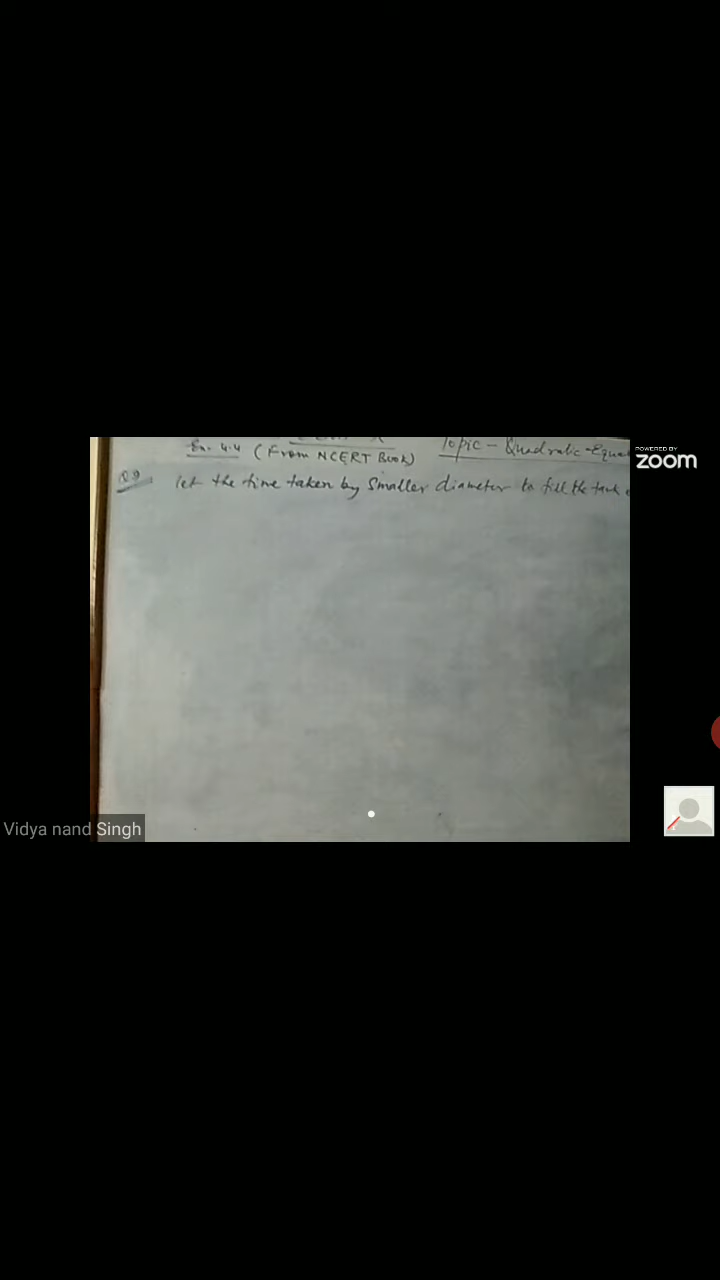 Ex. 4.4 (From NCERT Book) Topic - Quadratic-Equa
POWERED BY
zoom
Q9 let the time taken by Smaller diameter to fill the tank
Vidya nand Singh